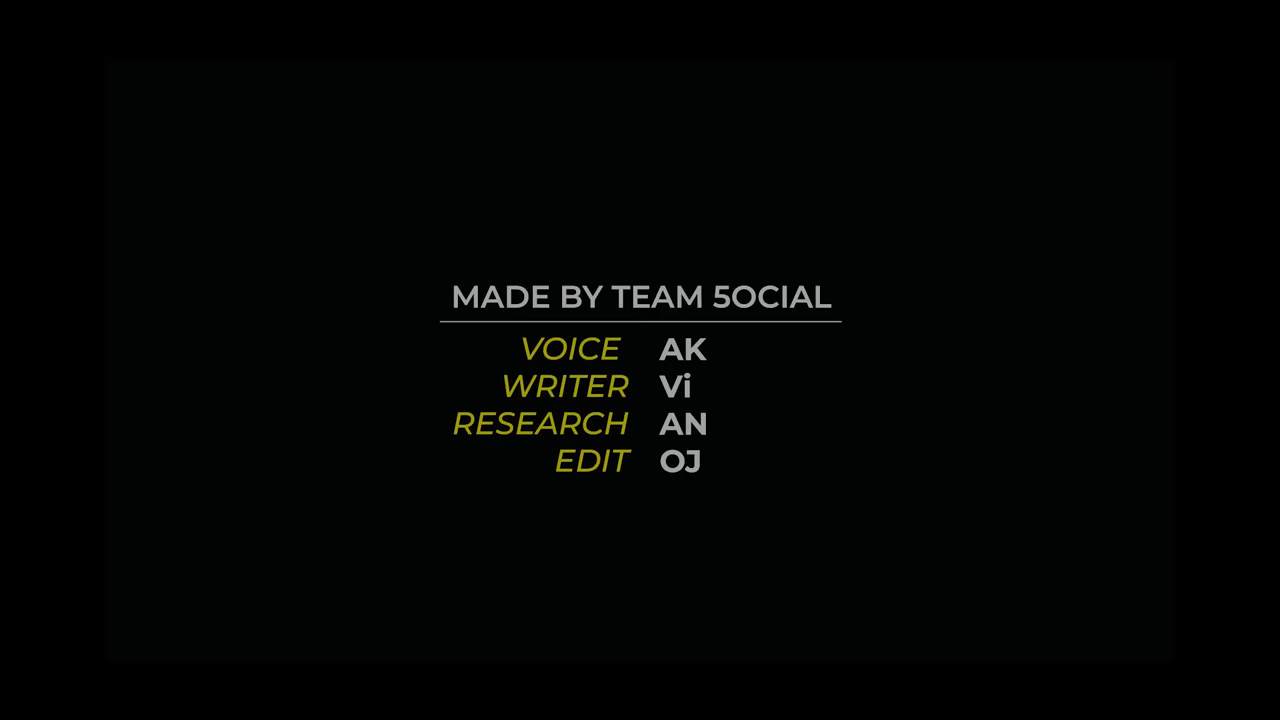 MADE BY TEAM 5OCIAL
VOICE AK
WRITER Vi
RESEARCH AN
EDIT OJ